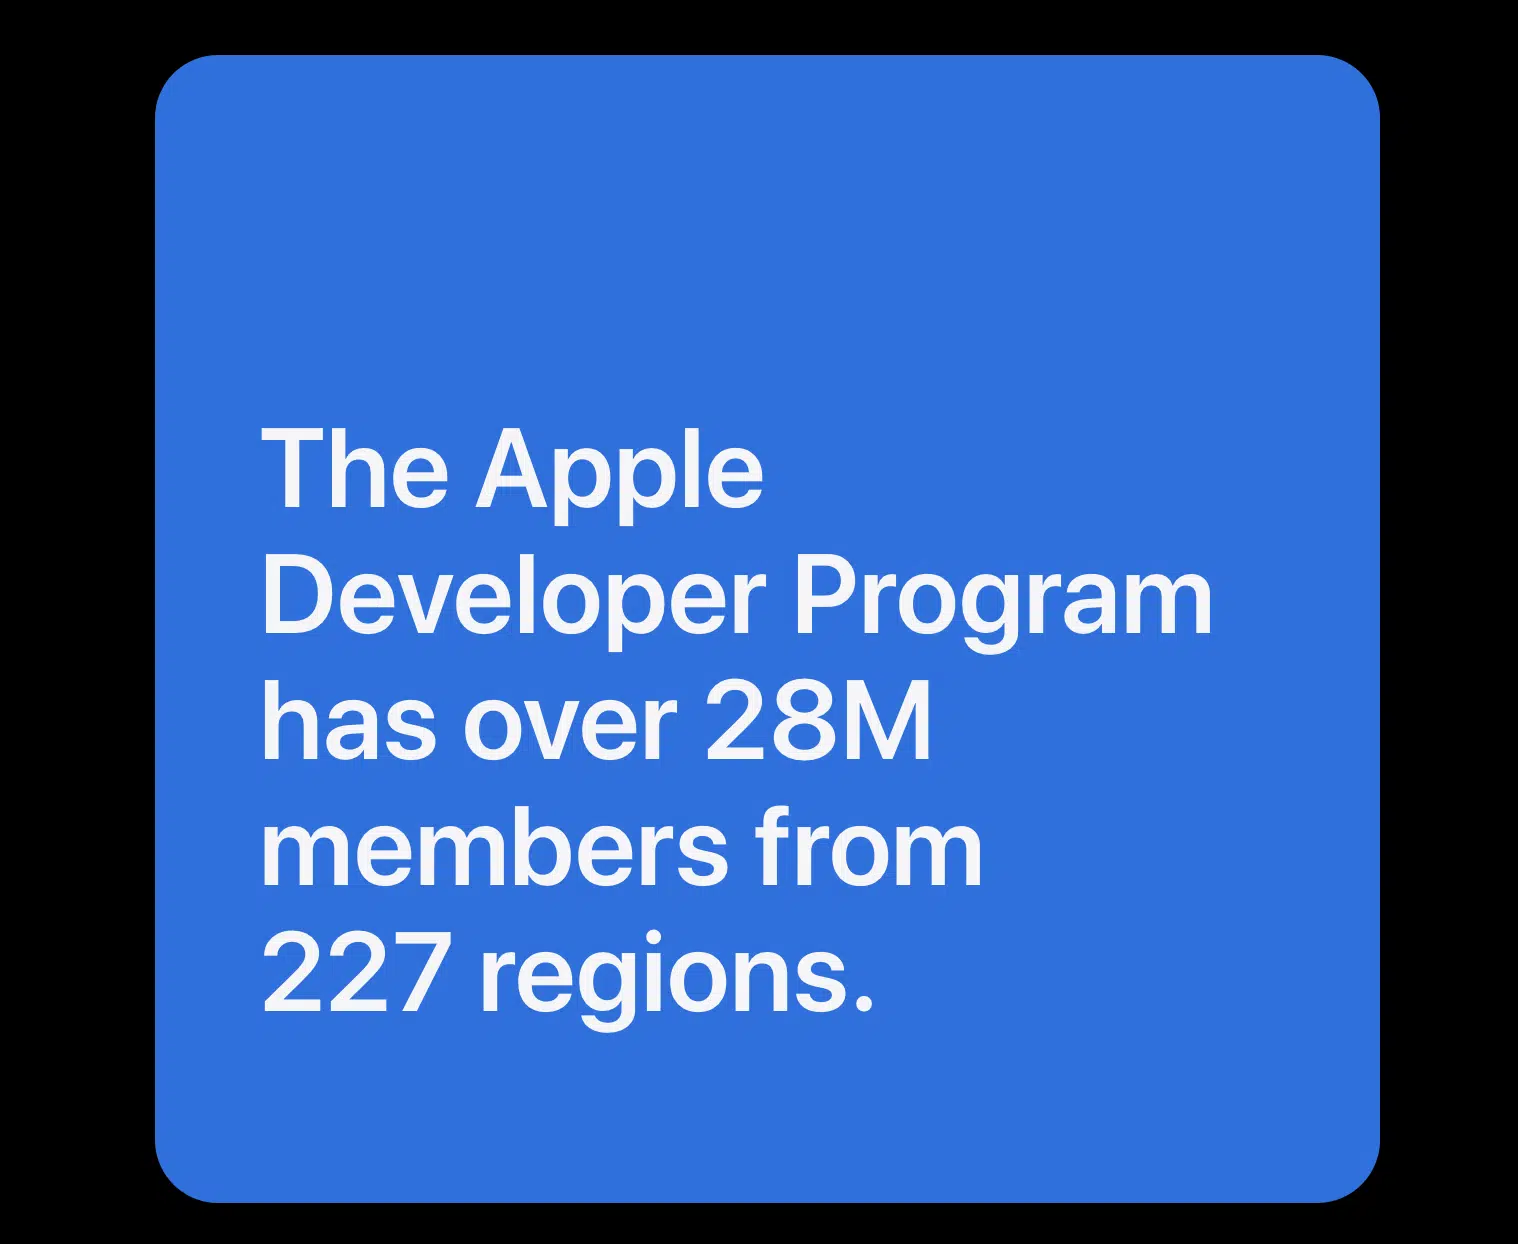 The Apple
Developer Program
has over 28M
members from
227 regions.